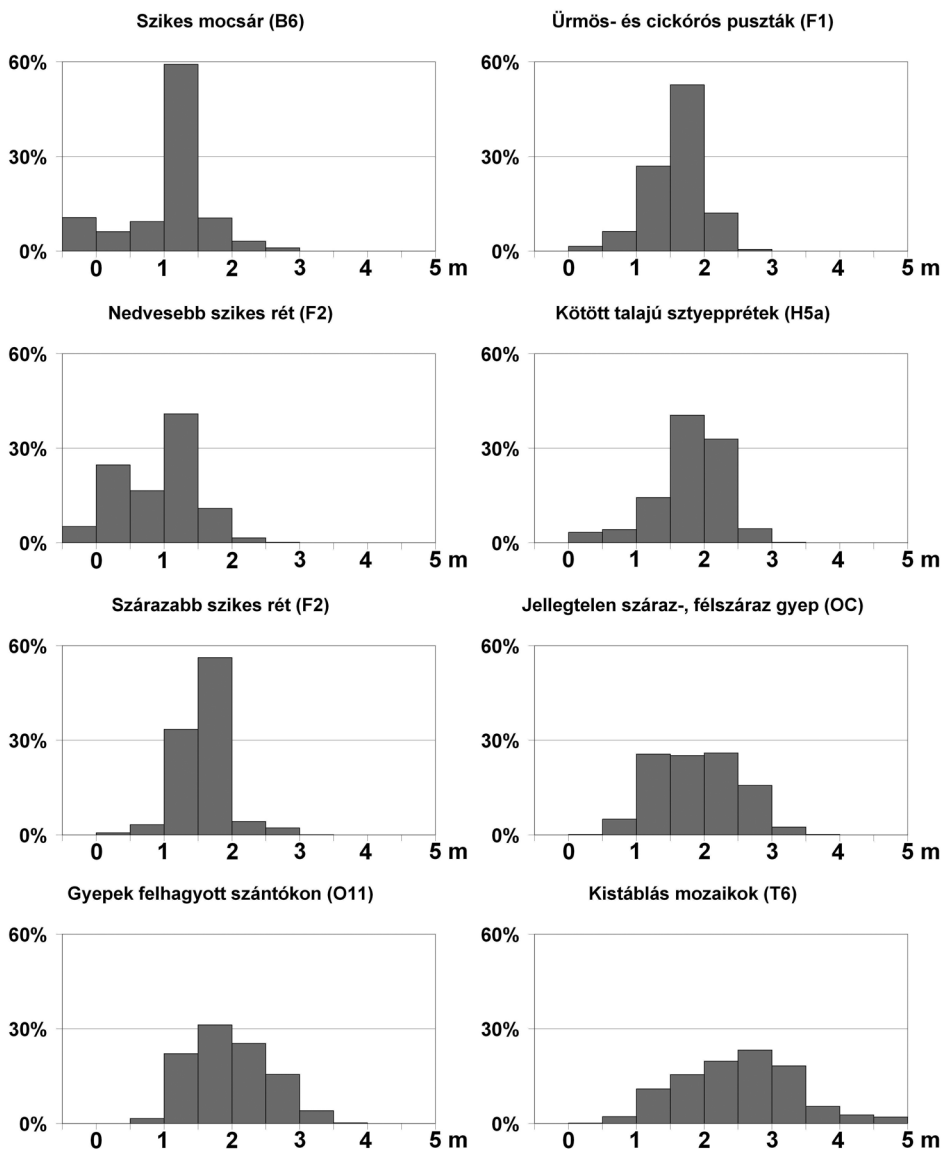 Szikes mocsár (B6)
60%
30%
0%
0 1 2 3 4 5 m
Ürmös- és cickórós puszták (F1)
60%
30%
0%
0 1 2 3 4 5 m
Nedvesebb szikes rét (F2)
60%
30%
0%
0 1 2 3 4 5 m
Kötött talajú sztyepprétek (H5a)
60%
30%
0%
0 1 2 3 4 5 m
Szárazabb szikes rét (F2)
60%
30%
0%
0 1 2 3 4 5 m
Jellegtelen száraz-, félszáraz gyep (OC)
60%
30%
0%
0 1 2 3 4 5 m
Gyepek felhagyott szántókon (O11)
60%
30%
0%
0 1 2 3 4 5 m
Kistáblás mozaikok (T6)
60%
30%
0%
0 1 2 3 4 5 m